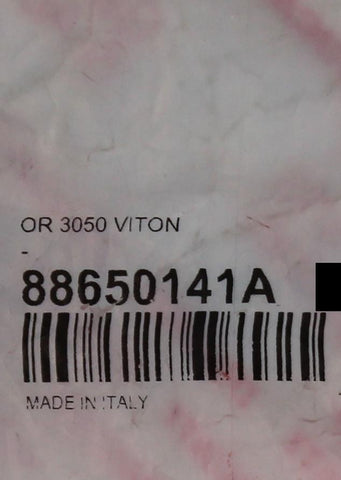 OR 3050 VITON
-
88650141A
MADE IN ITALY